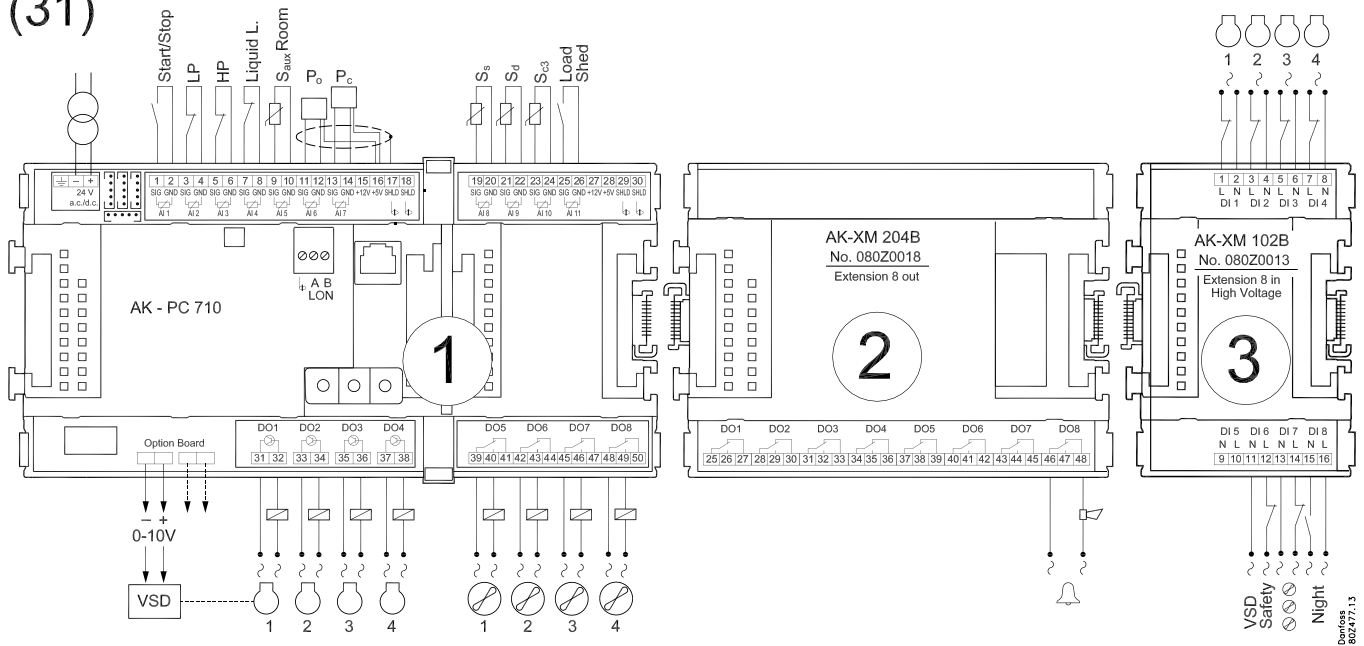 (31)
Start/Stop
LP
HP
Liquid L.
Saux Room
Po
Pc
Ss
Sd
Sc3
Load
Shed
1 2 3 4
– +
24 V
a.c./d.c.
1 2 3 4 5 6 7 8 9 10 11 12 13 14 15 16 17 18
SIG GND SIG GND SIG GND SIG GND SIG GND SIG GND SIG GND +12V +5V SHLD SHLD
AI 1 AI 2 AI 3 AI 4 AI 5 AI 6 AI 7
19 20 21 22 23 24 25 26 27 28 29 30
SIG GND SIG GND SIG GND SIG GND +12V +5V SHLD SHLD
AI 8 AI 9 AI 10 AI 11
1 2 3 4 5 6 7 8
L N L N L N L N
DI 1 DI 2 DI 3 DI 4
A B
LON
AK - PC 710
1
AK-XM 204B
No. 080Z0018
Extension 8 out
2
AK-XM 102B
No. 080Z0013
Extension 8 in
High Voltage
3
Option Board
DO1 DO2 DO3 DO4
31 32 33 34 35 36 37 38
DO5 DO6 DO7 DO8
39 40 41 42 43 44 45 46 47 48 49 50
DO1 DO2 DO3 DO4 DO5 DO6 DO7 DO8
25 26 27 28 29 30 31 32 33 34 35 36 37 38 39 40 41 42 43 44 45 46 47 48
DI 5 DI 6 DI 7 DI 8
N L N L N L N L
9 10 11 12 13 14 15 16
– +
0-10V
VSD
1 2 3 4
1 2 3 4
VSD
Safety
Night
Danfoss
80Z477.13